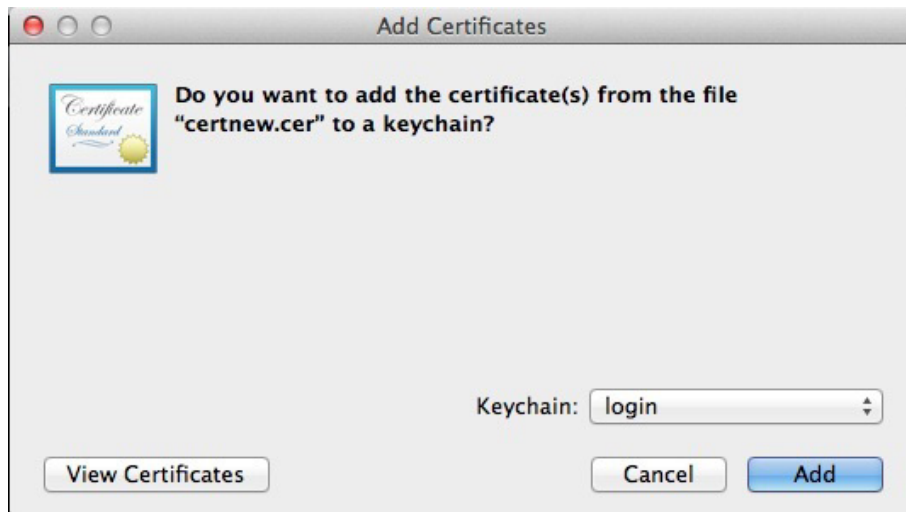 Add Certificates
Certificate
Standard
Do you want to add the certificate(s) from the file
“certnew.cer” to a keychain?
Keychain: login
View Certificates Cancel Add